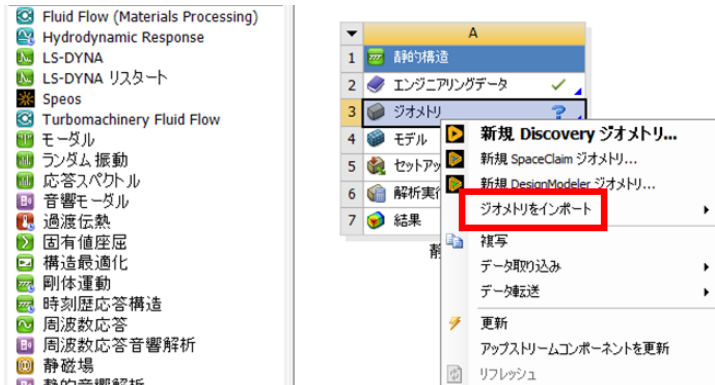 Fluid Flow (Materials Processing)
Hydrodynamic Response
LS-DYNA
LS-DYNA リスタート
Speos
Turbomachinery Fluid Flow
モーダル
ランダム振動
応答スペクトル
音響モーダル
過渡伝熱
固有値座屈
構造最適化
剛体運動
時刻歴応答構造
周波数応答
周波数応答音響解析
静磁場
静的音響解析
A
1 静的構造
2 エンジニアリングデータ
3 ジオメトリ ?
4 モデル
5 セットアッ
6 解析実行
7 結果
静
新規 Discovery ジオメトリ...
新規 SpaceClaim ジオメトリ...
新規 DesignModeler ジオメトリ...
ジオメトリをインポート
複写
データ取り込み
データ転送
更新
アップストリームコンポーネントを更新
リフレッシュ